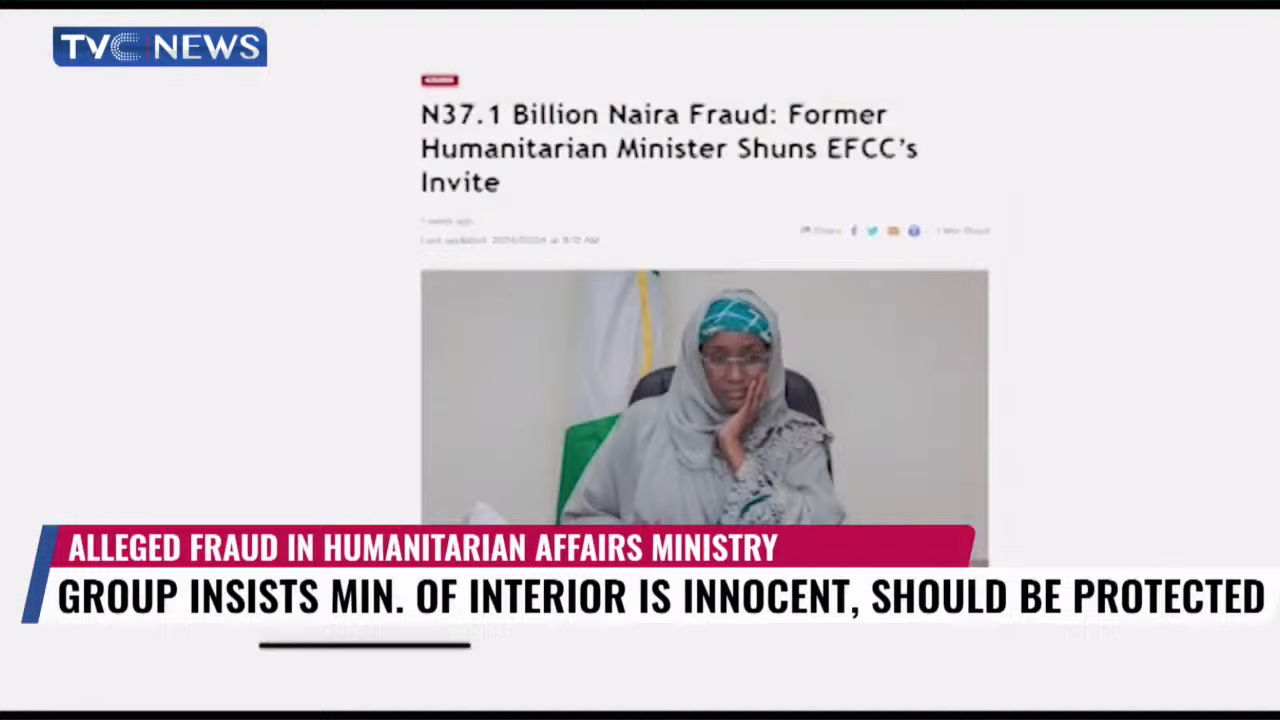 TVC NEWS
N37.1 Billion Naira Fraud: Former
Humanitarian Minister Shuns EFCC's
Invite
ALLEGED FRAUD IN HUMANITARIAN AFFAIRS MINISTRY
GROUP INSISTS MIN. OF INTERIOR IS INNOCENT, SHOULD BE PROTECTED